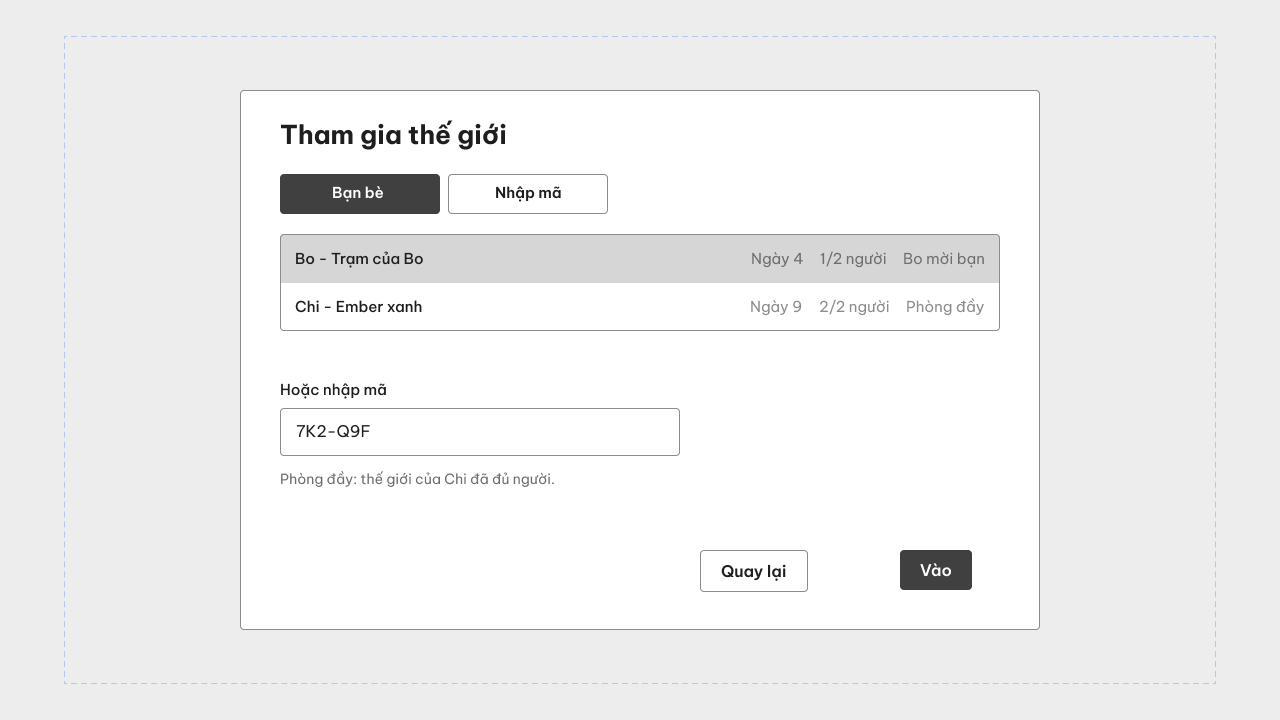 Tham gia thế giới
Bạn bè Nhập mã
Bo - Trạm của Bo Ngày 4 1/2 người Bo mời bạn
Chi - Ember xanh Ngày 9 2/2 người Phòng đầy
Hoặc nhập mã
7K2-Q9F
Phòng đầy: thế giới của Chi đã đủ người.
Quay lại Vào